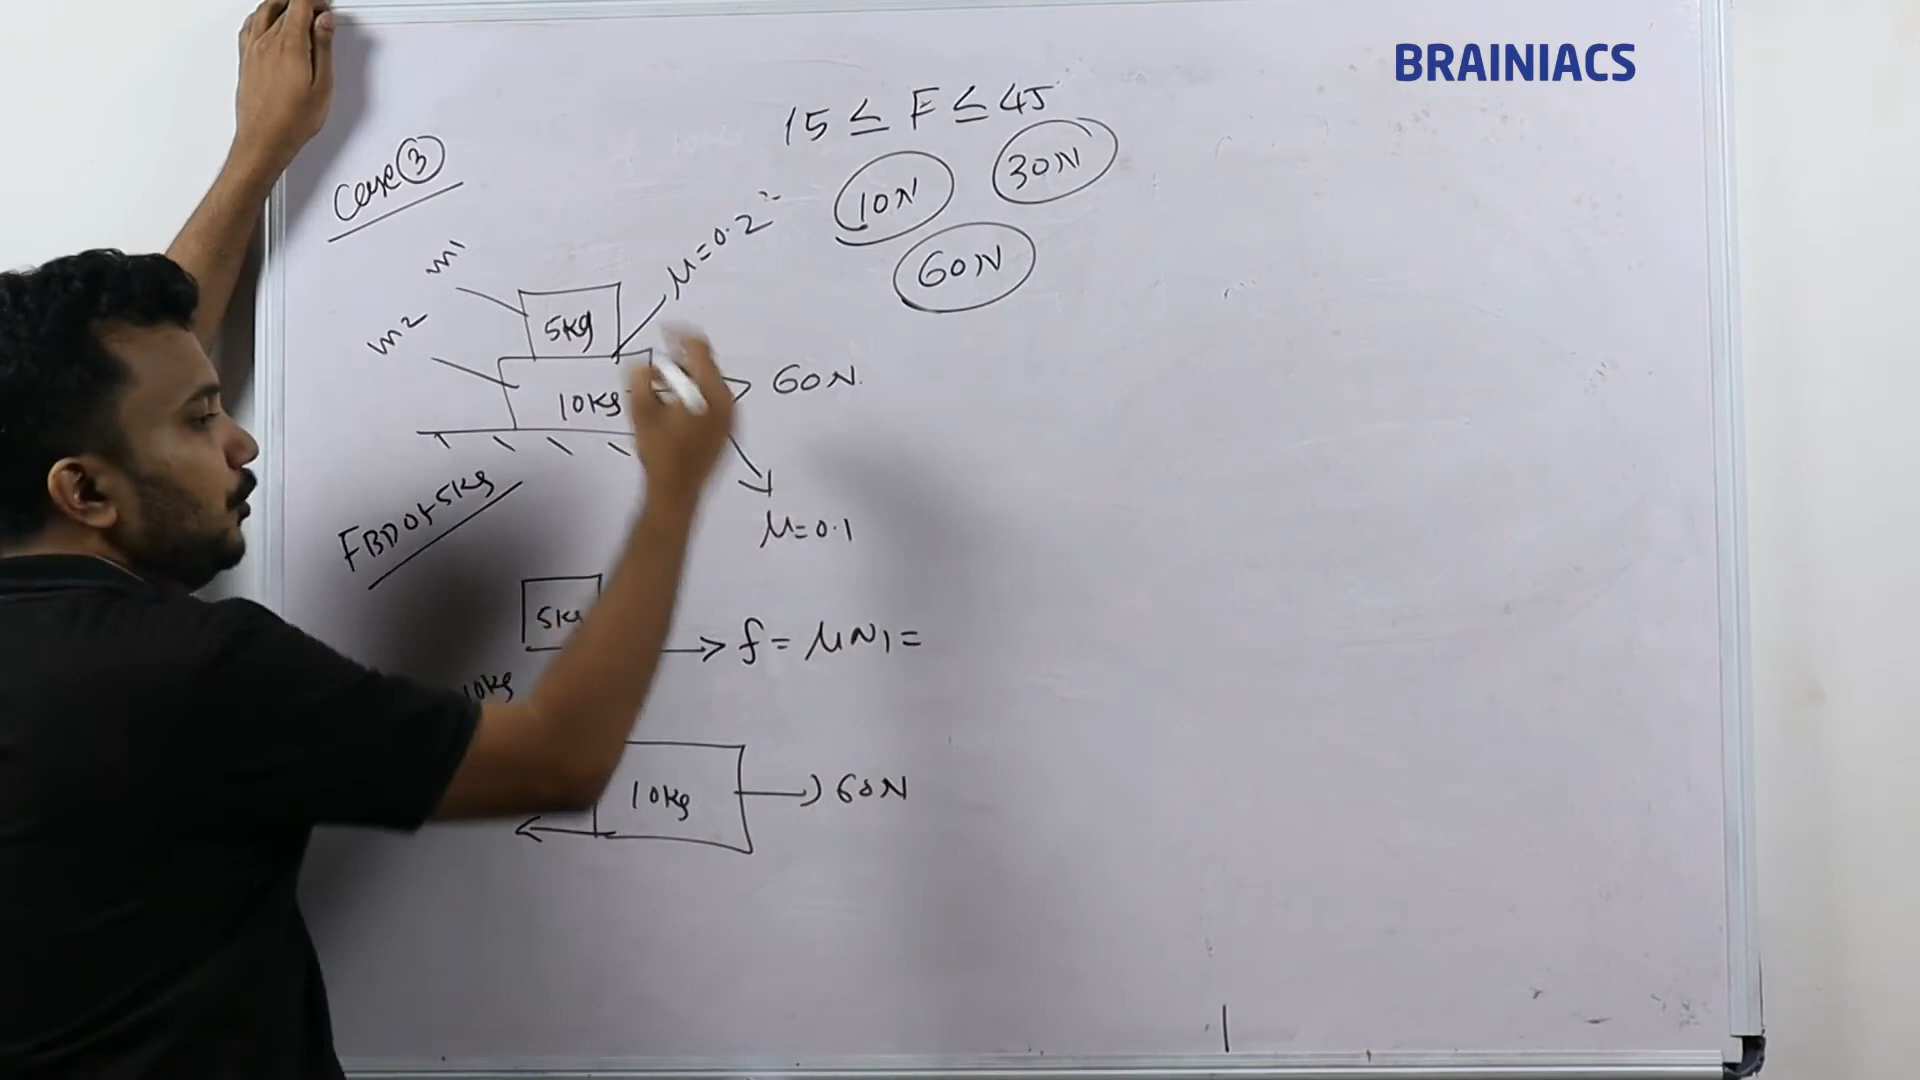 BRAINIACS
15 ≤ F ≤ 45
Case ③
10N
30N
60N
μ=0.2
m1
m2
5kg
10kg
60N
μ=0.1
FBD of 5kg
5kg
f = μN1 =
10kg
10kg
60N